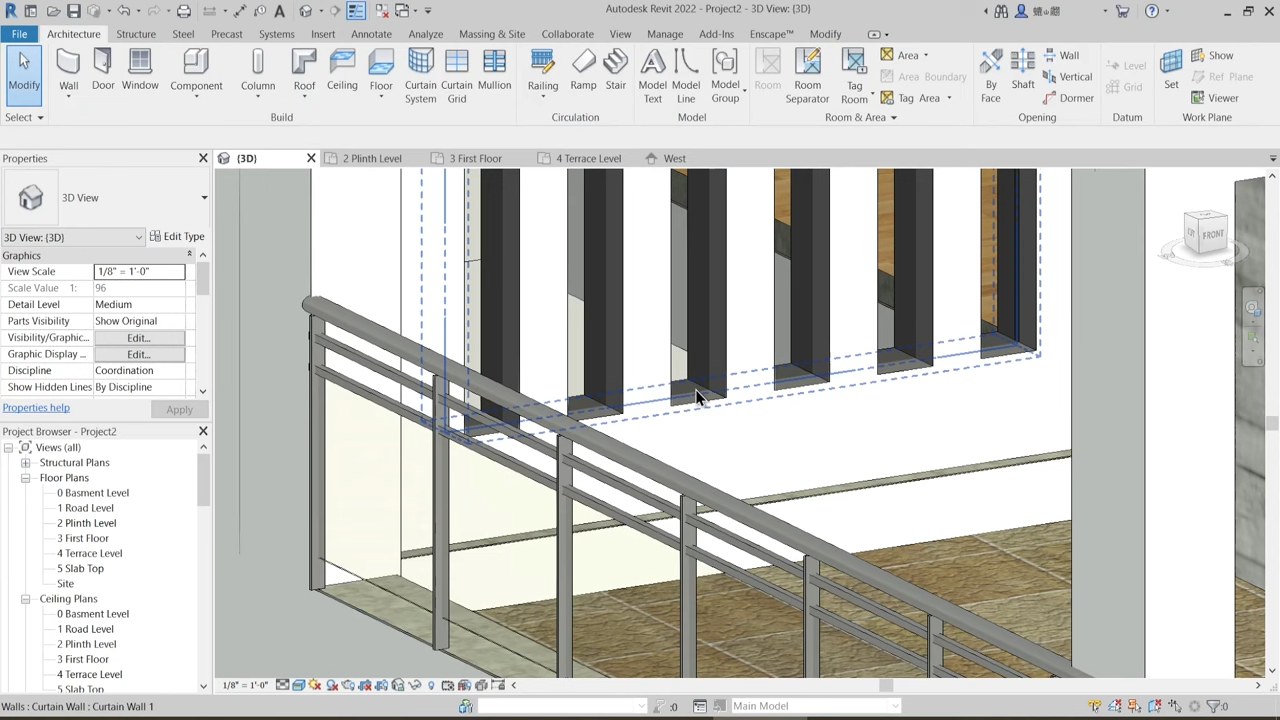 Autodesk Revit 2022 - Project2 - 3D View: {3D}
File Architecture Structure Steel Precast Systems Insert Annotate Analyze Massing & Site Collaborate View Manage Add-Ins Enscape™ Modify
Modify Wall Door Window Component Column Roof Ceiling Floor Curtain System Curtain Grid Mullion Railing Ramp Stair Model Text Model Line Model Group Room Room Separator Tag Room Area Area Boundary Tag Area By Face Shaft Wall Vertical Dormer Level Grid Set Show Ref Plane Viewer
Select Build Circulation Model Room & Area Opening Datum Work Plane
Properties
{3D} 2 Plinth Level 3 First Floor 4 Terrace Level West
3D View
3D View: {3D} Edit Type
Graphics
View Scale 1/8" = 1'-0"
Scale Value 1: 96
Detail Level Medium
Parts Visibility Show Original
Visibility/Graphic... Edit...
Graphic Display ... Edit...
Discipline Coordination
Show Hidden Lines By Discipline
Properties help Apply
Project Browser - Project2
Views (all)
Structural Plans
Floor Plans
0 Basment Level
1 Road Level
2 Plinth Level
3 First Floor
4 Terrace Level
5 Slab Top
Site
Ceiling Plans
0 Basment Level
1 Road Level
2 Plinth Level
3 First Floor
4 Terrace Level
5 Slab Top
FRONT
1/8" = 1'-0"
Walls : Curtain Wall : Curtain Wall 1 :0 Main Model :0